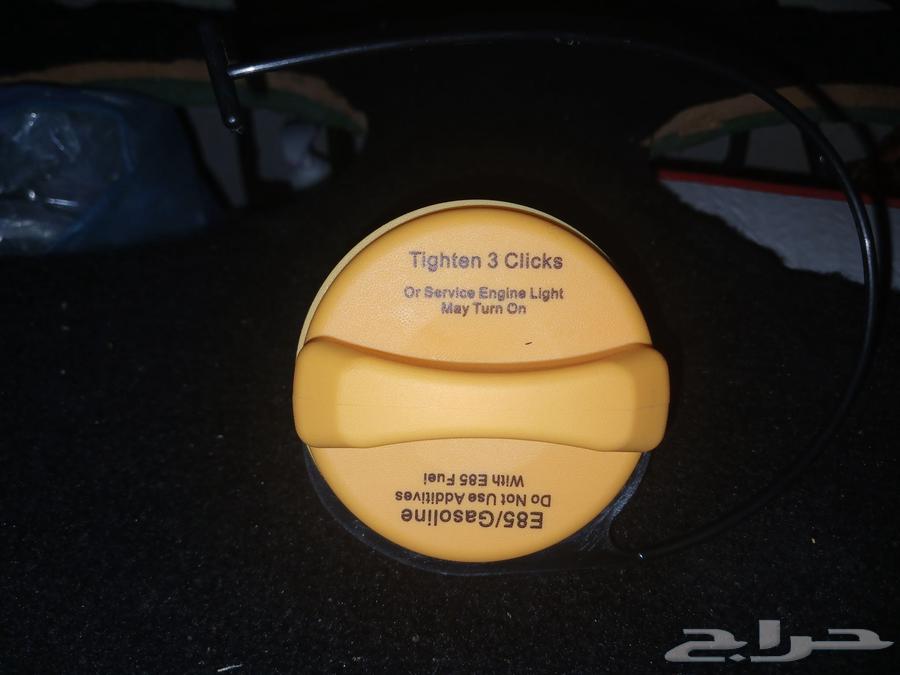 Tighten 3 Clicks
Or Service Engine Light
May Turn On
E85/Gasoline
Do Not Use Additives
With E85 Fuel
حراج